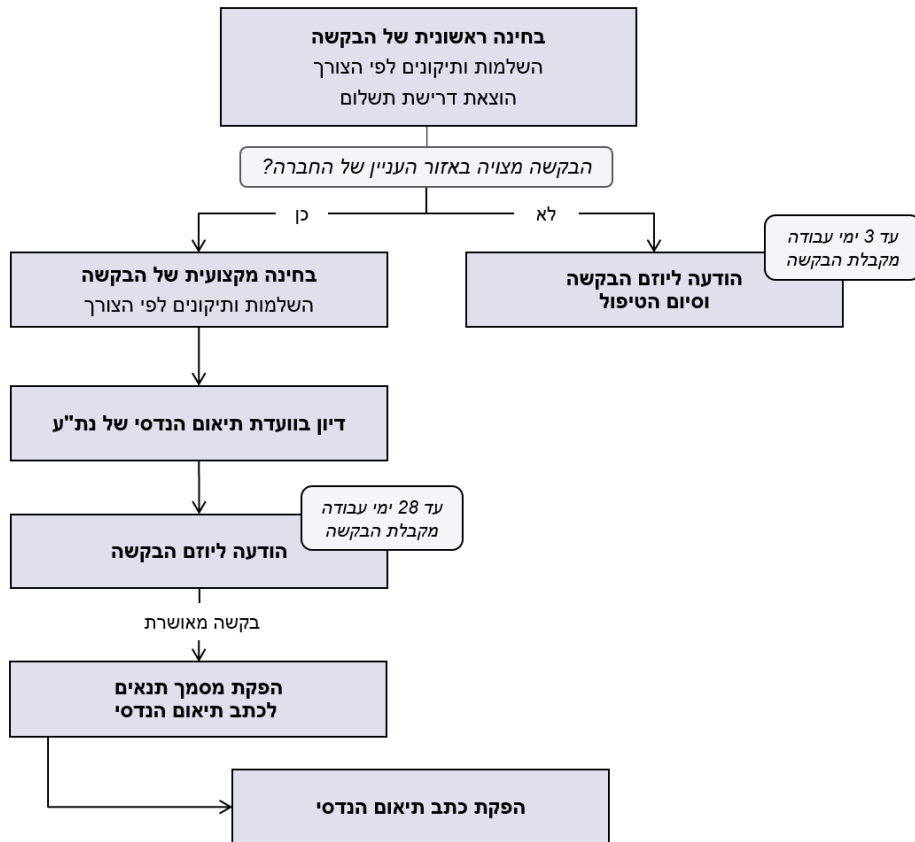 בחינה ראשונית של הבקשה
השלמות ותיקונים לפי הצורך
הוצאת דרישת תשלום
הבקשה מצויה באזור העניין של החברה?
כן
לא
עד 3 ימי עבודה
מקבלת הבקשה
הודעה ליוזם הבקשה
וסיום הטיפול
בחינה מקצועית של הבקשה
השלמות ותיקונים לפי הצורך
דיון בוועדת תיאום הנדסי של נת"ע
עד 28 ימי עבודה
מקבלת הבקשה
הודעה ליוזם הבקשה
בקשה מאושרת
הפקת מסמך תנאים
לכתב תיאום הנדסי
הפקת כתב תיאום הנדסי